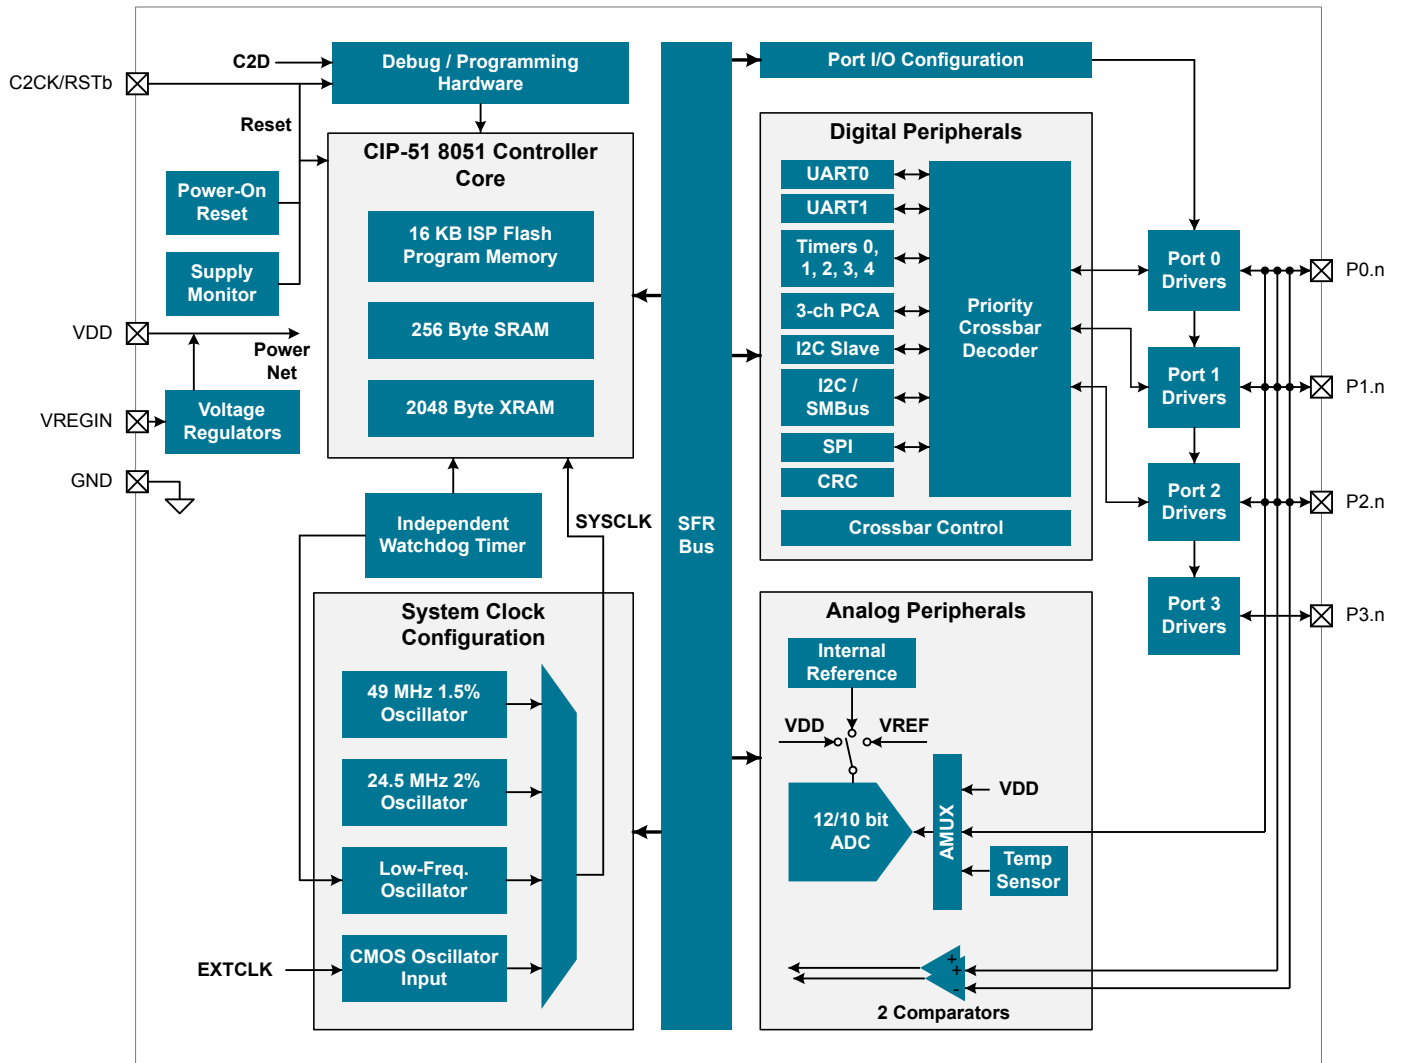 C2CK/RSTb
C2D
Debug / Programming
Hardware
Reset
Power-On
Reset
Supply
Monitor
VDD
Power
Net
VREGIN
Voltage
Regulators
GND
CIP-51 8051 Controller
Core
16 KB ISP Flash
Program Memory
256 Byte SRAM
2048 Byte XRAM
Independent
Watchdog Timer
SYSCLK
System Clock
Configuration
49 MHz 1.5%
Oscillator
24.5 MHz 2%
Oscillator
Low-Freq.
Oscillator
EXTCLK
CMOS Oscillator
Input
SFR
Bus
Port I/O Configuration
Digital Peripherals
UART0
UART1
Timers 0,
1, 2, 3, 4
3-ch PCA
I2C Slave
I2C /
SMBus
SPI
CRC
Priority
Crossbar
Decoder
Crossbar Control
Port 0
Drivers
P0.n
Port 1
Drivers
P1.n
Port 2
Drivers
P2.n
Port 3
Drivers
P3.n
Analog Peripherals
Internal
Reference
VDD
VREF
12/10 bit
ADC
AMUX
VDD
Temp
Sensor
+
+
-
2 Comparators